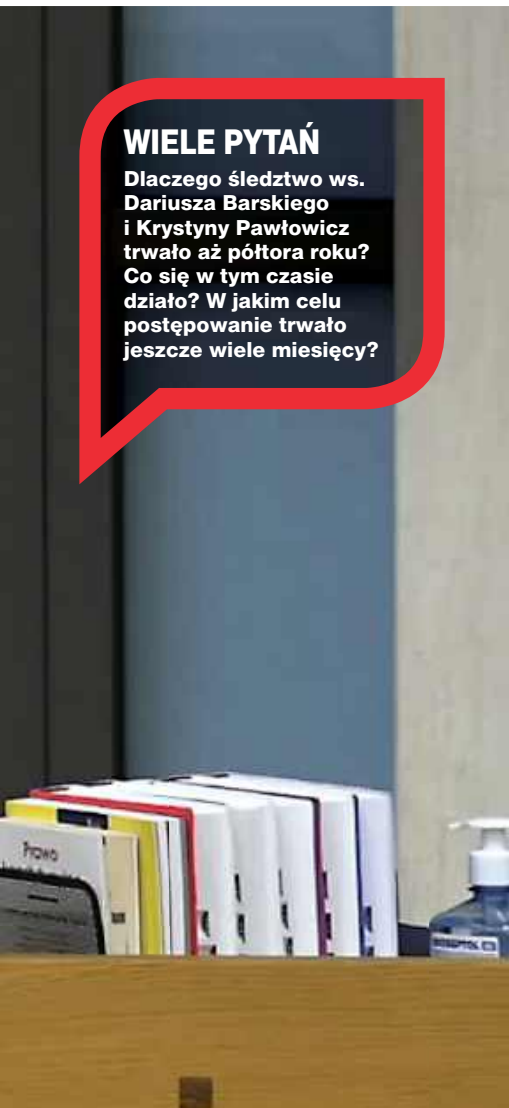 WIELE PYTAŃ
Dlaczego śledztwo ws.
Dariusza Barskiego
i Krystyny Pawłowicz
trwało aż półtora roku?
Co się w tym czasie
działo? W jakim celu
postępowanie trwało
jeszcze wiele miesięcy?
Prawo